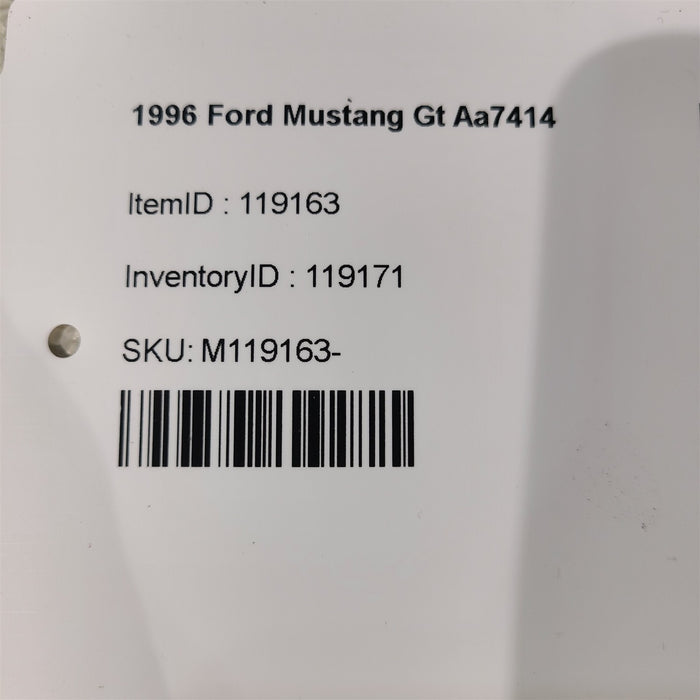 1996 Ford Mustang Gt Aa7414
ItemID : 119163
InventoryID : 119171
SKU: M119163-